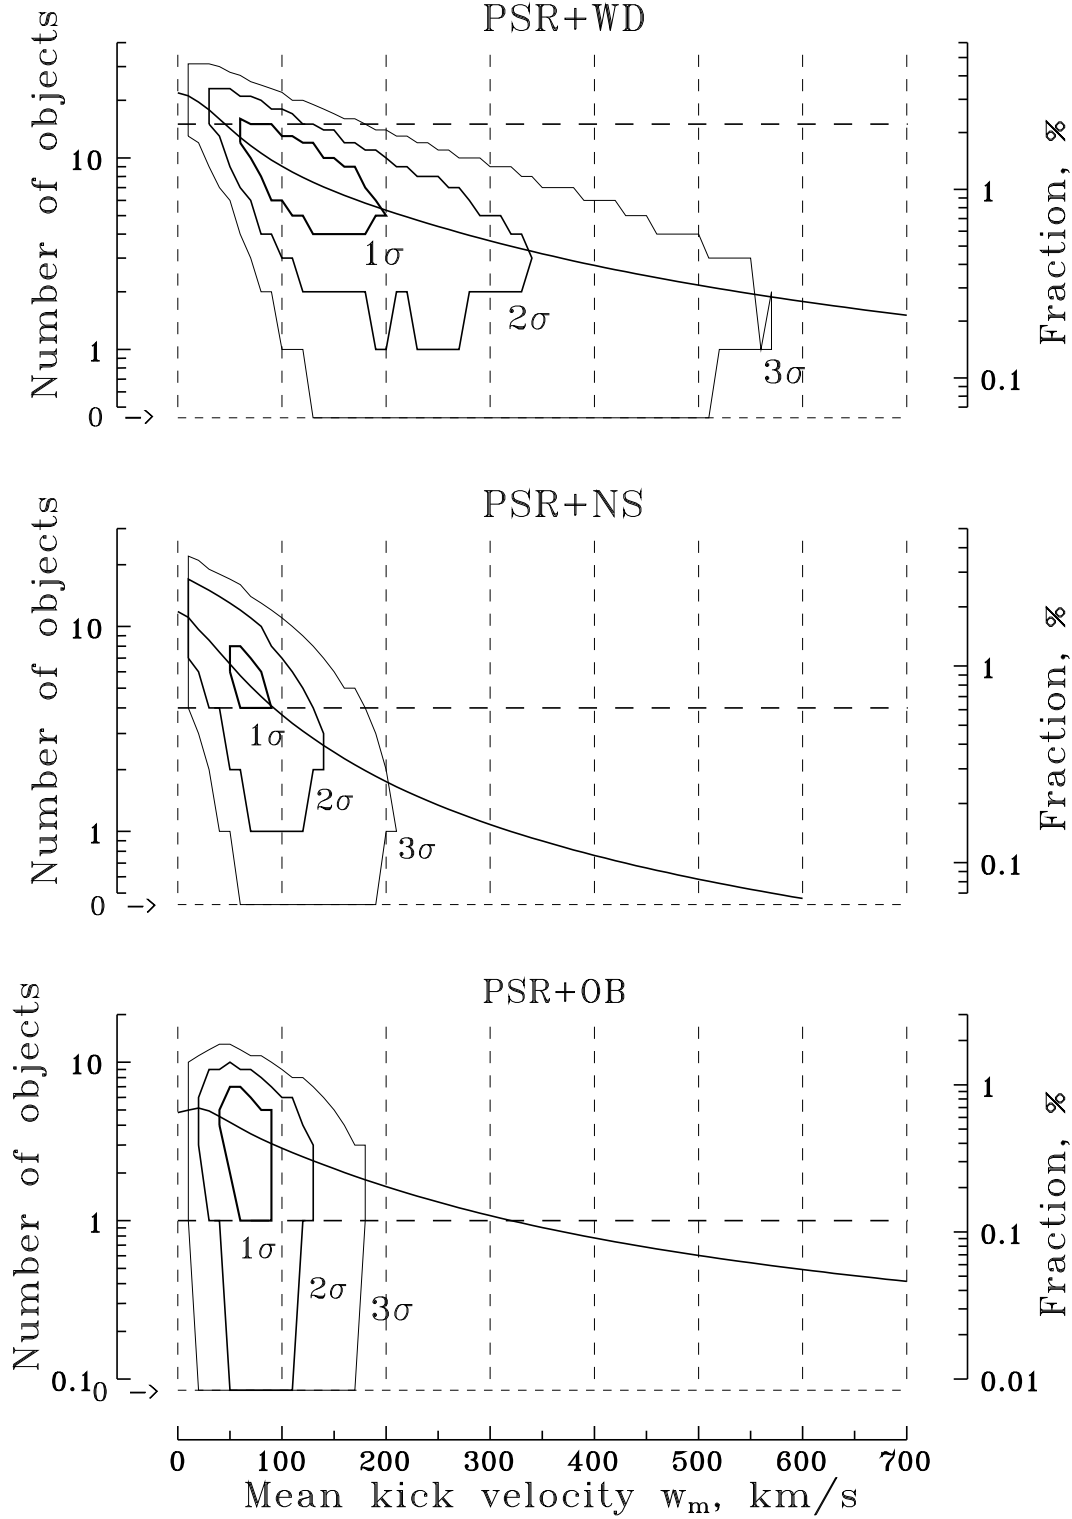 PSR+WD
Number of objects
10
1
0 ->
1σ
2σ
3σ
1
0.1
Fraction, %
PSR+NS
Number of objects
10
1
0 ->
1σ
2σ
3σ
1
0.1
Fraction, %
PSR+OB
Number of objects
10
1
0.1
0 ->
1σ
2σ
3σ
1
0.1
0.01
Fraction, %
0 100 200 300 400 500 600 700
Mean kick velocity wm, km/s